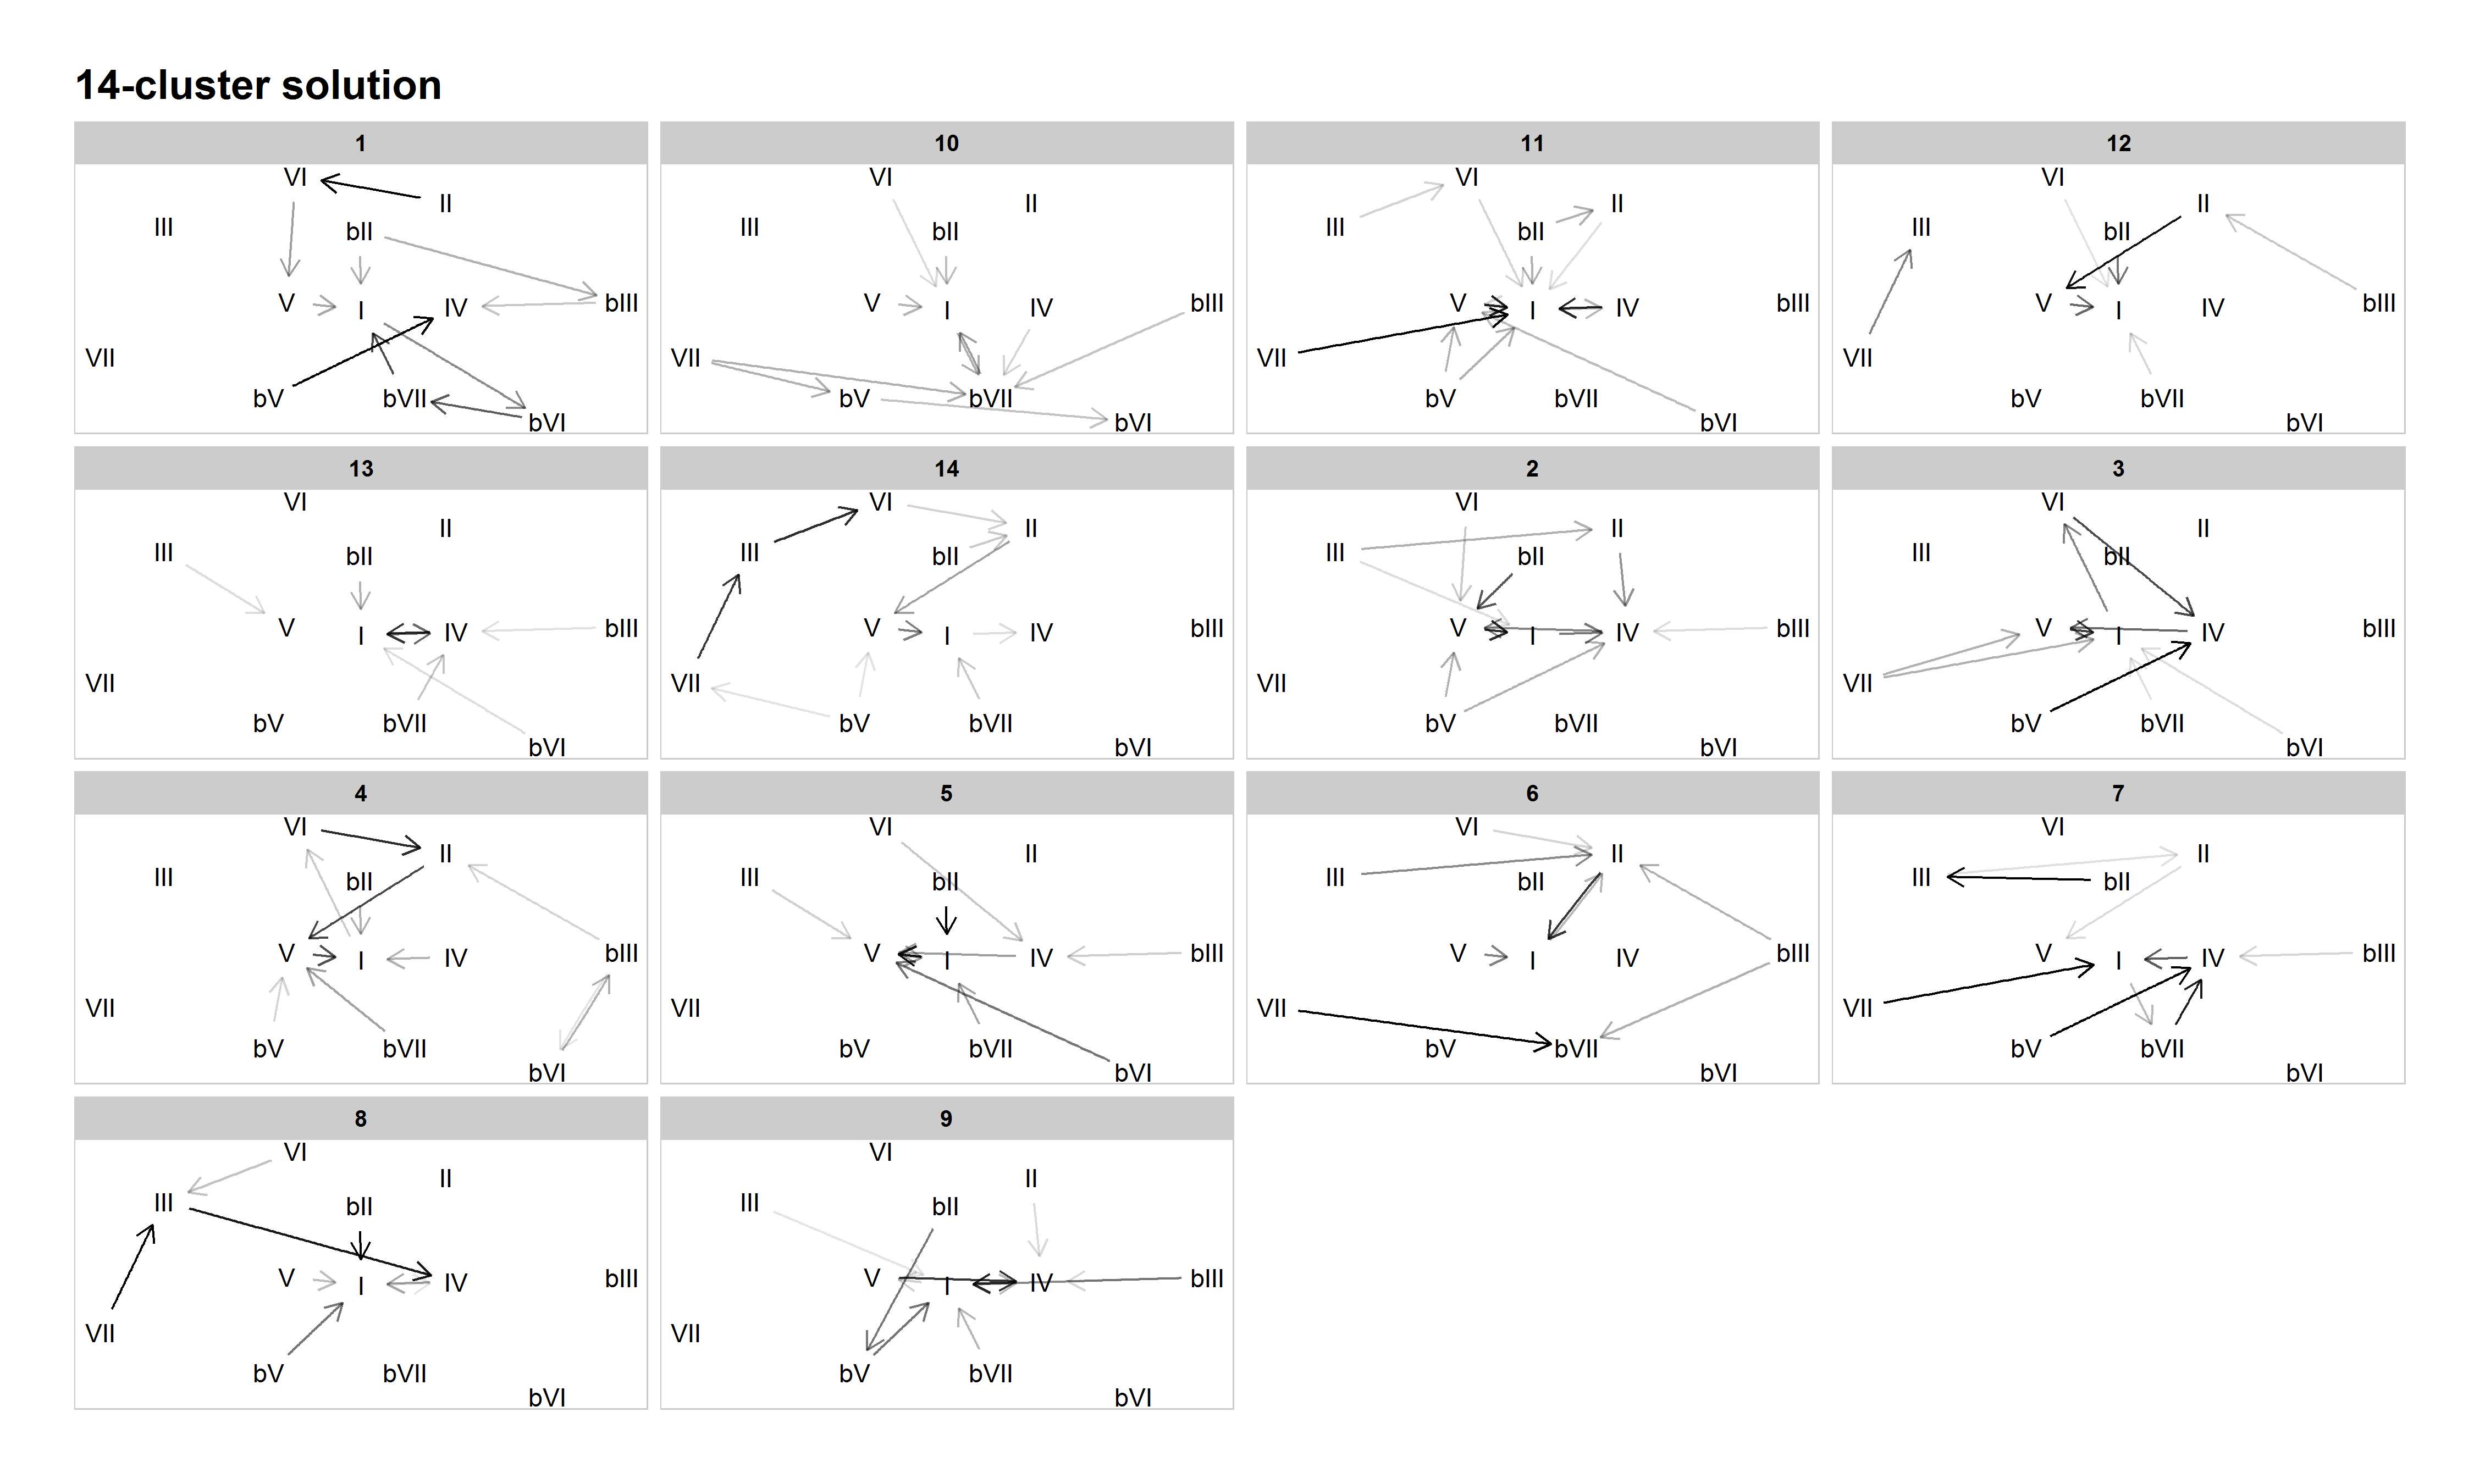 14-cluster solution
1 10 11 12
VI VI VI VI
II II II II
III bII III bII III bII III bII
V I IV bIII V I IV bIII V I IV bIII V I IV bIII
VII VII VII VII
bV bVII bV bVII bV bVII bV bVII
bVI bVI bVI bVI
13 14 2 3
VI VI VI VI
II II II II
III bII III bII III bII III bII
V I IV bIII V I IV bIII V I IV bIII V I IV bIII
VII VII VII VII
bV bVII bV bVII bV bVII bV bVII
bVI bVI bVI bVI
4 5 6 7
VI VI VI VI
II II II II
III bII III bII III bII III bII
V I IV bIII V I IV bIII V I IV bIII V I IV bIII
VII VII VII VII
bV bVII bV bVII bV bVII bV bVII
bVI bVI bVI bVI
8 9
VI VI
II II
III bII III bII
V I IV bIII V I IV bIII
VII VII
bV bVII bV bVII
bVI bVI